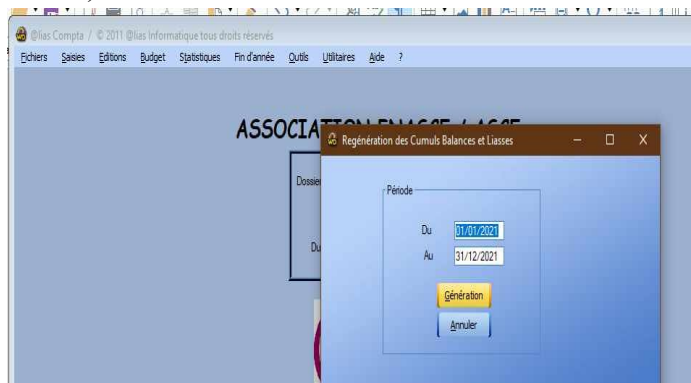 @lias Compta / © 2011 @lias Informatique tous droits réservés
Fichiers Saisies Editions Budget Statistiques Fin d'année Outils Utilitaires Aide ?
ASSOCIATION
Regénération des Cumuls Balances et Liasses
Dossier
Période
Du 01/01/2021
Au 31/12/2021
Du
Génération
Annuler